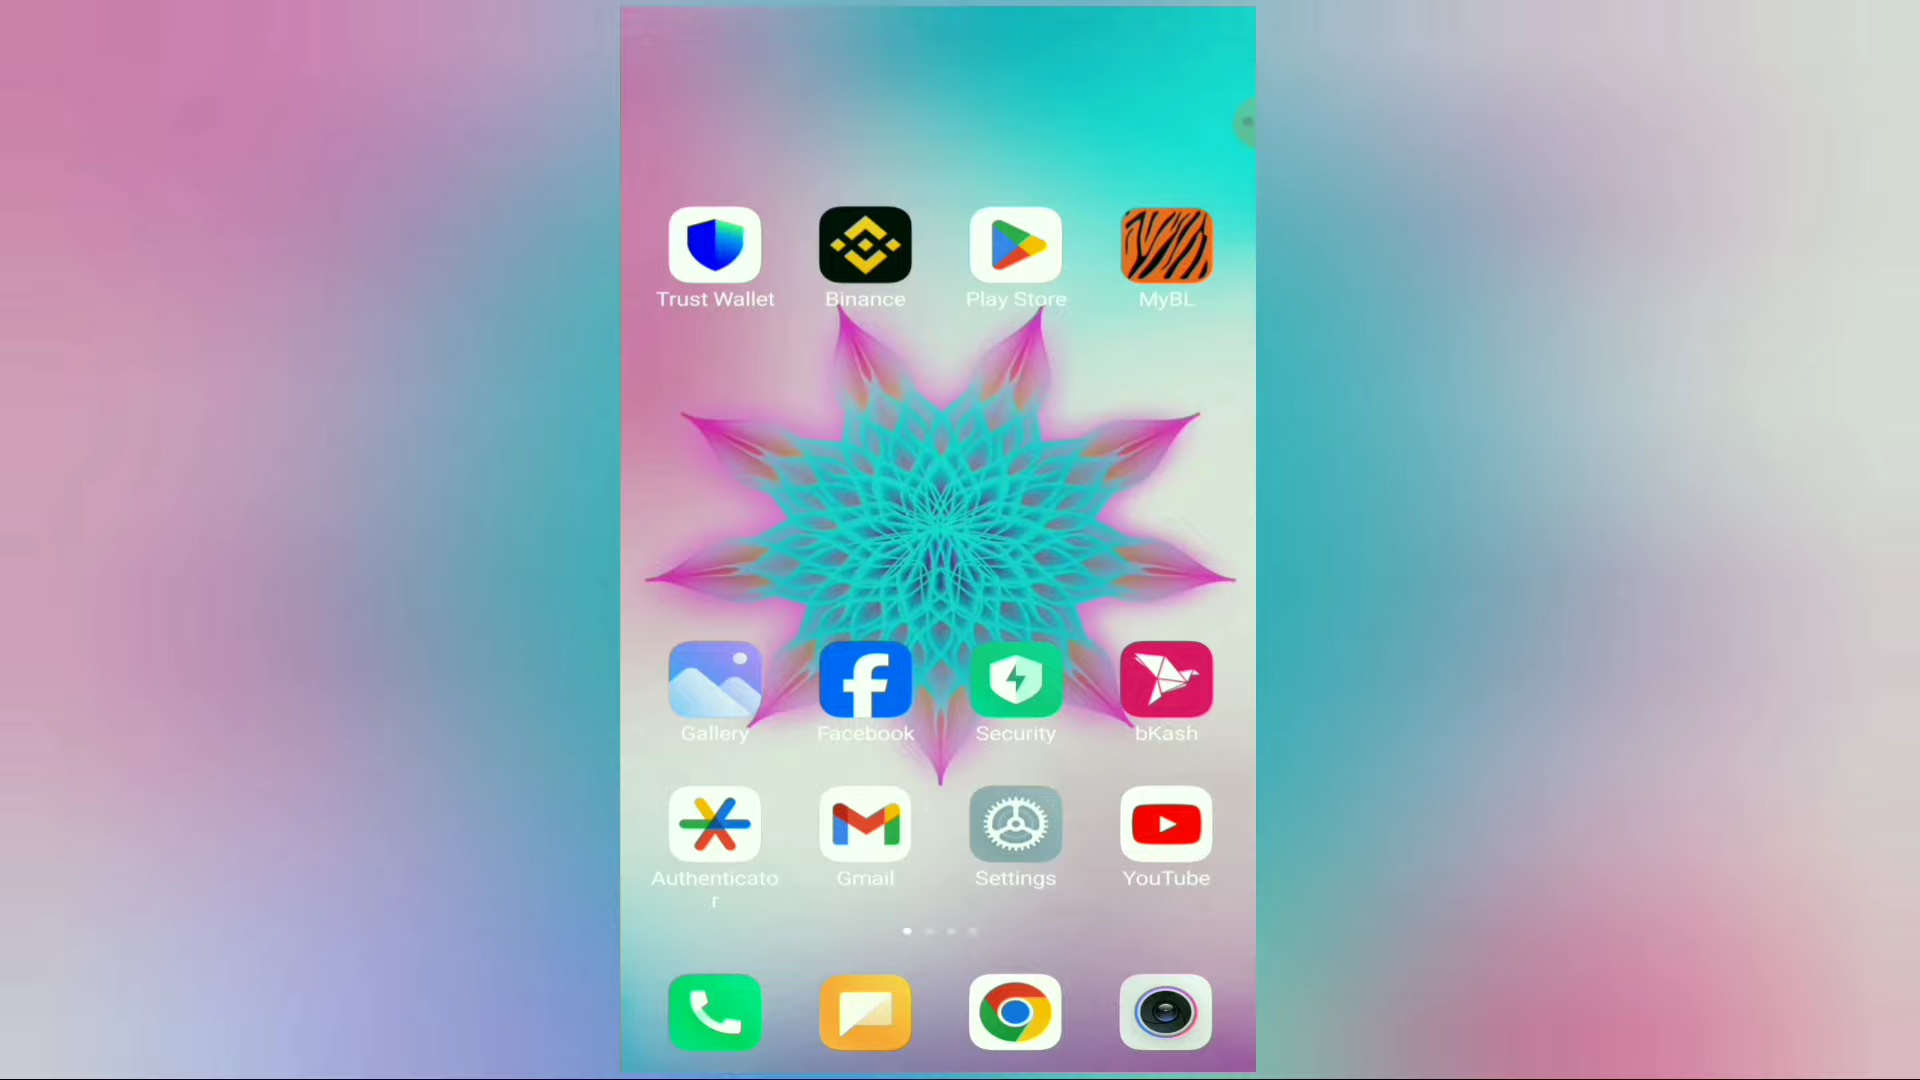 Trust Wallet
Binance
Play Store
MyBL
Gallery
Facebook
Security
bKash
Authenticato
r
Gmail
Settings
YouTube